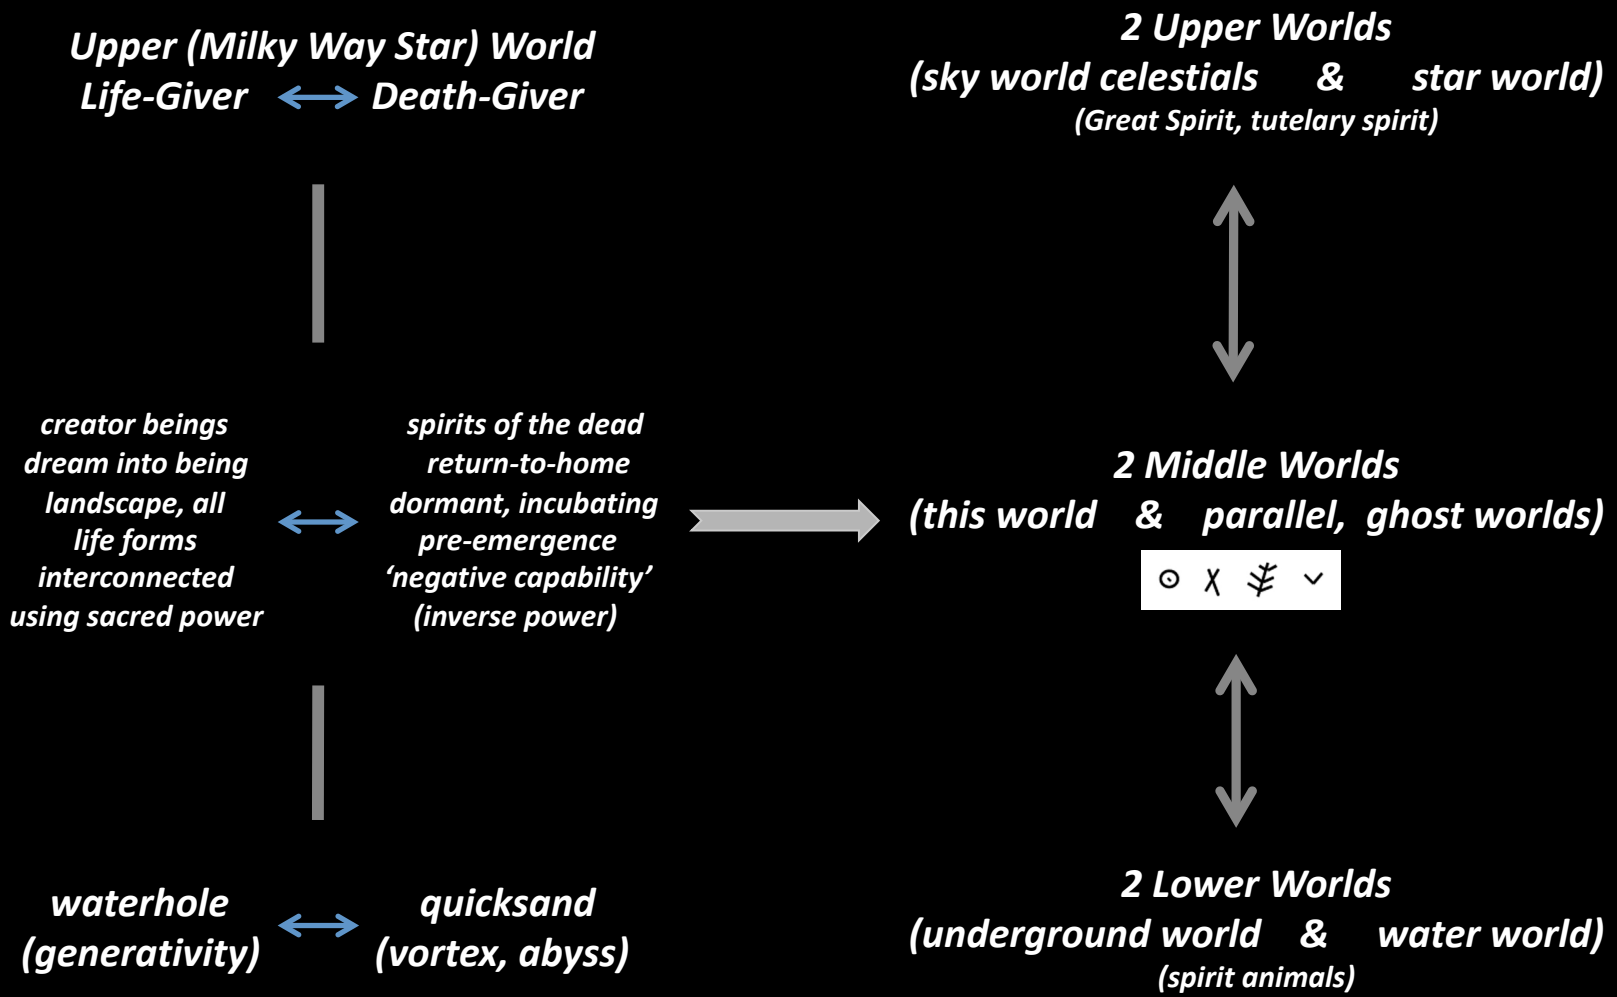 Upper (Milky Way Star) World
Life-Giver Death-Giver
creator beings
dream into being
landscape, all
life forms
interconnected
using sacred power
spirits of the dead
return-to-home
dormant, incubating
pre-emergence
‘negative capability’
(inverse power)
waterhole
(generativity)
quicksand
(vortex, abyss)
2 Upper Worlds
(sky world celestials & star world)
(Great Spirit, tutelary spirit)
2 Middle Worlds
(this world & parallel, ghost worlds)
2 Lower Worlds
(underground world & water world)
(spirit animals)